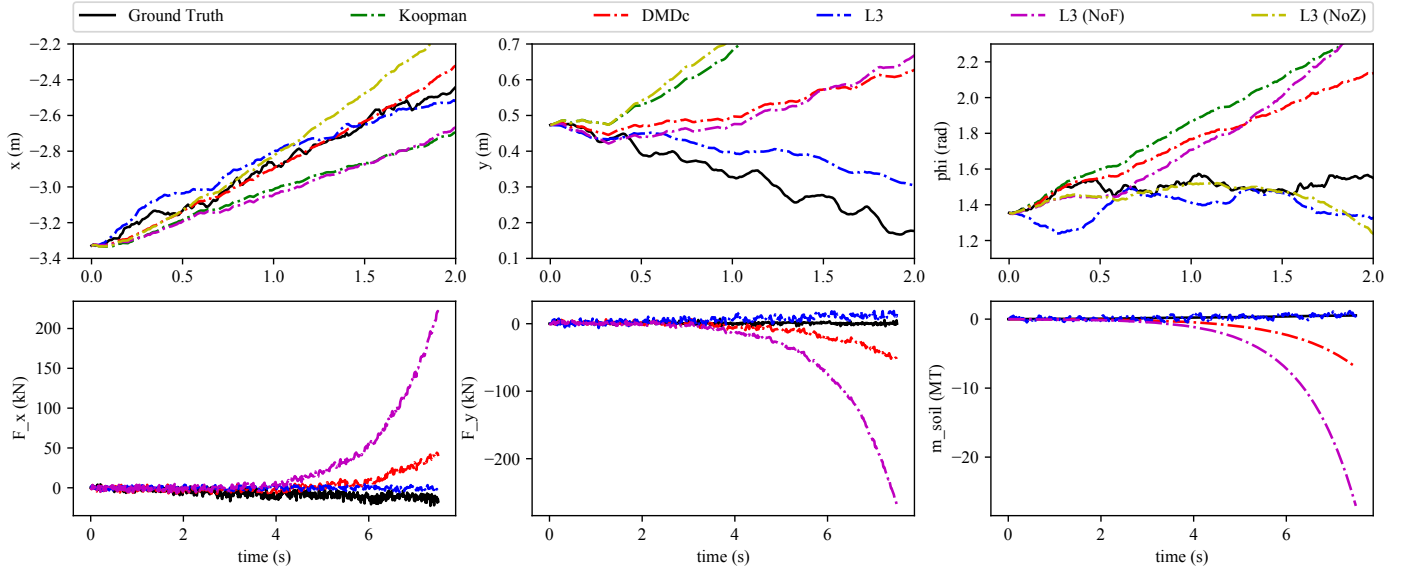 Ground Truth Koopman DMDc L3 L3 (NoF) L3 (NoZ)
−2.2
−2.4
−2.6
−2.8
−3.0
−3.2
−3.4
x (m)
0.0 0.5 1.0 1.5 2.0
0.7
0.6
0.5
0.4
0.3
0.2
0.1
y (m)
0.0 0.5 1.0 1.5 2.0
2.2
2.0
1.8
1.6
1.4
1.2
phi (rad)
0.0 0.5 1.0 1.5 2.0
200
150
100
50
0
F_x (kN)
0 2 4 6
time (s)
0
−100
−200
F_y (kN)
0 2 4 6
time (s)
0
−10
−20
m_soil (MT)
0 2 4 6
time (s)